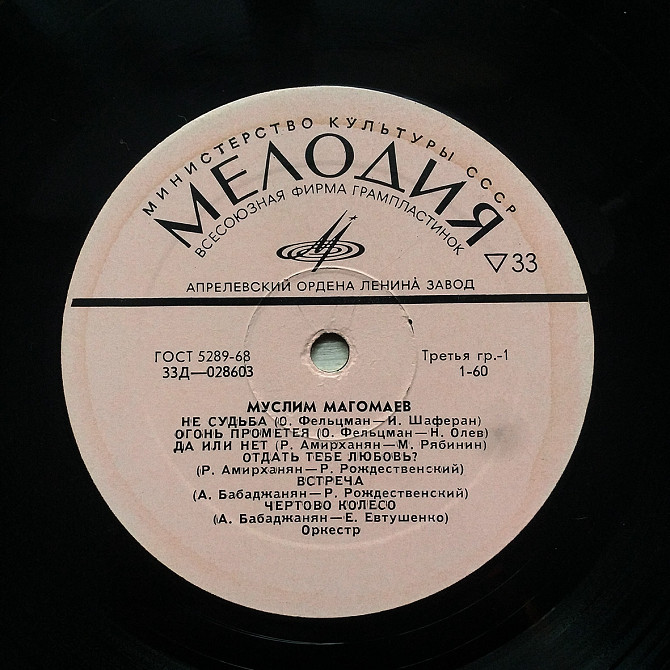 МИНИСТЕРСТВО КУЛЬТУРЫ СССР
МЕЛОДИЯ
ВСЕСОЮЗНАЯ ФИРМА ГРАМПЛАСТИНОК
▽33
АПРЕЛЕВСКИЙ ОРДЕНА ЛЕНИНА ЗАВОД
ГОСТ 5289-68 Третья гр.-1
33Д—028603 1-60
МУСЛИМ МАГОМАЕВ
НЕ СУДЬБА (О. Фельцман—И. Шаферан)
ОГОНЬ ПРОМЕТЕЯ (О. Фельцман—Н. Олев)
ДА ИЛИ НЕТ (Р. Амирханян—М. Рябинин)
ОТДАТЬ ТЕБЕ ЛЮБОВЬ?
(Р. Амирханян—Р. Рождественский)
ВСТРЕЧА
(А. Бабаджанян—Р. Рождественский)
ЧЕРТОВО КОЛЕСО
(А. Бабаджанян—Е. Евтушенко)
Оркестр